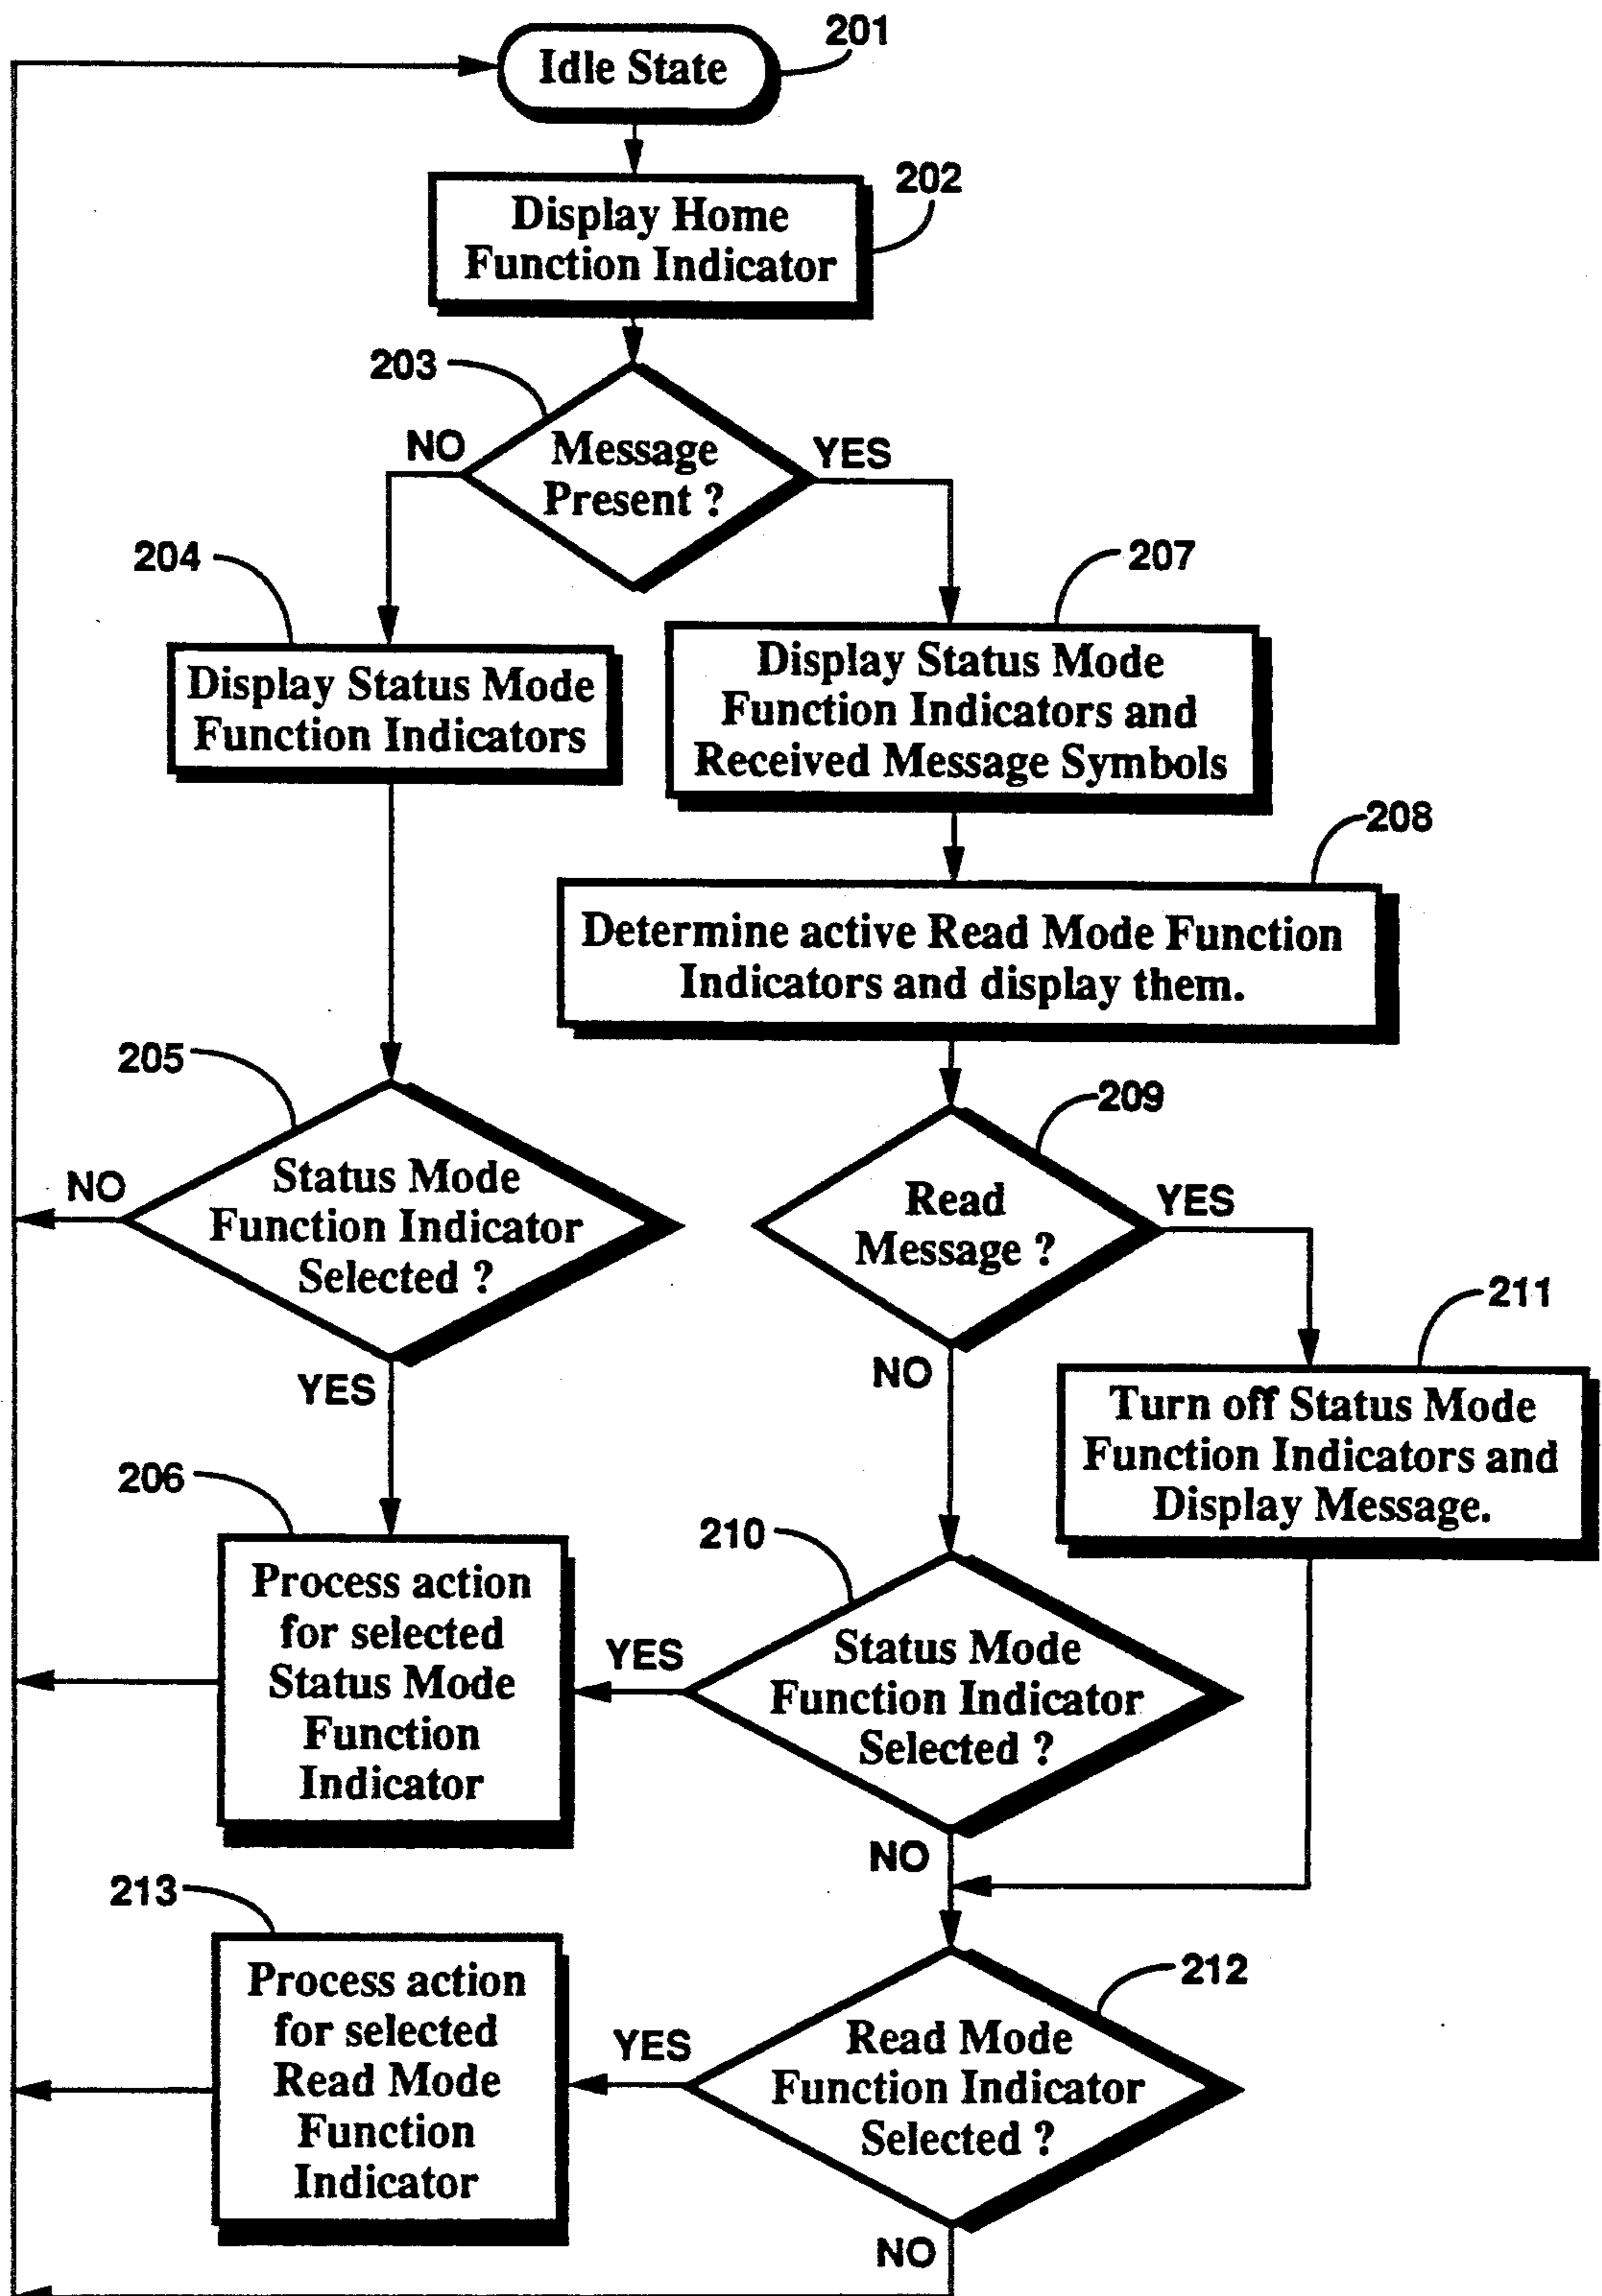 201
Idle State
202
Display Home
Function Indicator
203
NO
Message
Present ?
YES
204
Display Status Mode
Function Indicators
207
Display Status Mode
Function Indicators and
Received Message Symbols
208
Determine active Read Mode Function
Indicators and display them.
205
NO
Status Mode
Function Indicator
Selected ?
YES
209
Read
Message ?
YES
NO
211
Turn off Status Mode
Function Indicators and
Display Message.
206
Process action
for selected
Status Mode
Function
Indicator
210
YES
Status Mode
Function Indicator
Selected ?
NO
213
Process action
for selected
Read Mode
Function
Indicator
212
YES
Read Mode
Function Indicator
Selected ?
NO